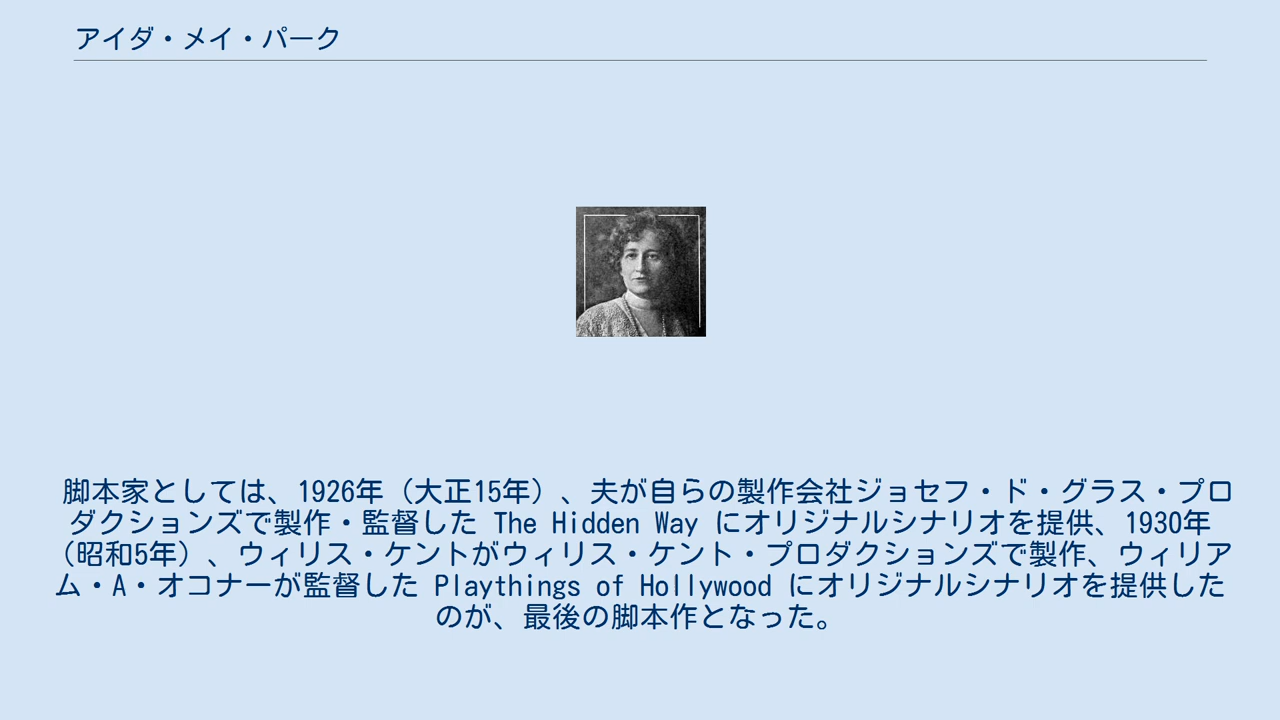 アイダ・メイ・パーク
脚本家としては、1926年（大正15年）、夫が自らの製作会社ジョセフ・ド・グラス・プロ
ダクションズで製作・監督した The Hidden Way にオリジナルシナリオを提供、1930年
（昭和5年）、ウィリス・ケントがウィリス・ケント・プロダクションズで製作、ウィリア
ム・A・オコナーが監督した Playthings of Hollywood にオリジナルシナリオを提供した
のが、最後の脚本作となった。